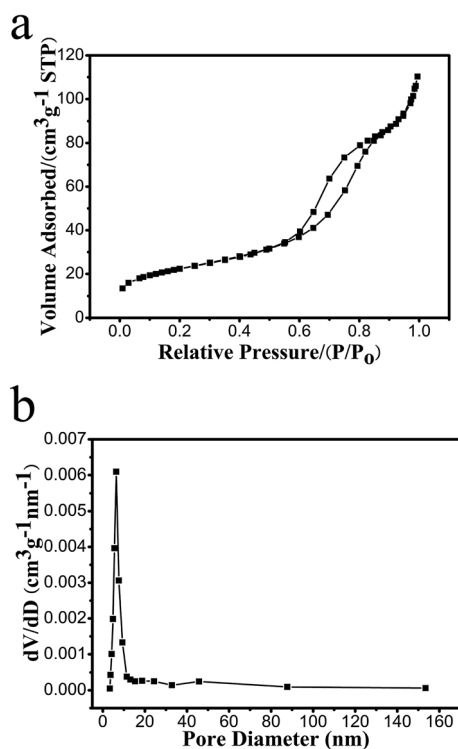 a
120
100
80
60
40
20
0
Volume Adsorbed/(cm³g⁻¹ STP)
0.0 0.2 0.4 0.6 0.8 1.0
Relative Pressure/(P/P₀)
b
0.007
0.006
0.005
0.004
0.003
0.002
0.001
0.000
dV/dD (cm³g⁻¹nm⁻¹)
0 20 40 60 80 100 120 140 160
Pore Diameter (nm)